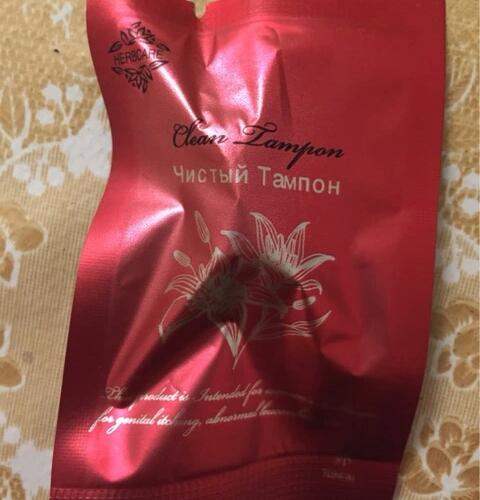 HERBCARE
Clean Tampon
Чистый Тампон
This product is Intended for
for genital itching, abnormal